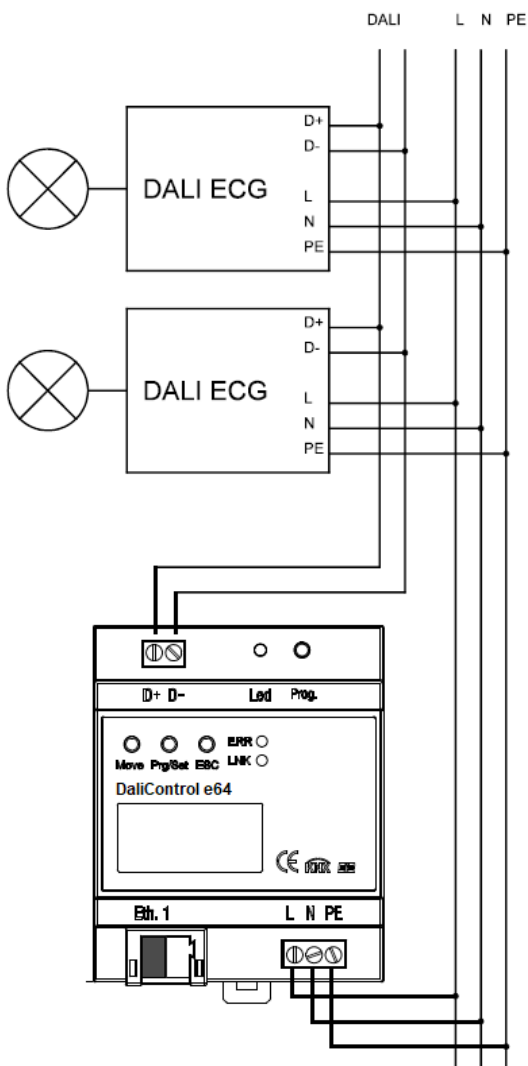 DALI L N PE
D+
D-
DALI ECG
L
N
PE
D+
D-
DALI ECG
L
N
PE
D+ D- Led Prog.
ERR
Move Prg/Set ESC LNK
DaliControl e64
CE KNX
Eth. 1 L N PE